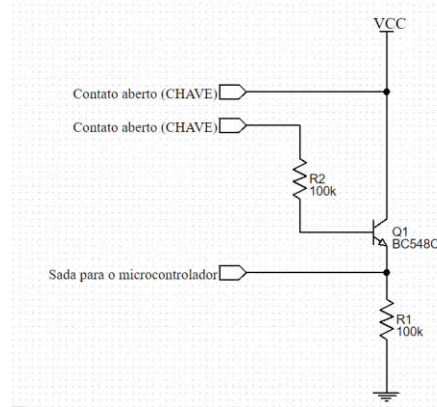 VCC
Contato aberto (CHAVE)
Contato aberto (CHAVE)
R2
100k
Q1
BC548C
Sada para o microcontrolador
R1
100k